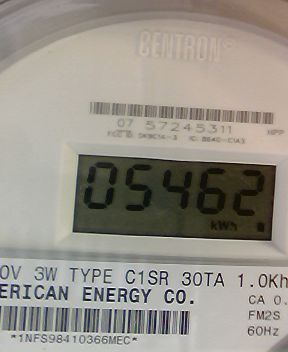 CENTRON®
07 57245311 NPP
05462
kWh
0V 3W TYPE C1SR 30TA 1.0Kh
ERICAN ENERGY CO.
CA 0.
FM2S
60Hz
*1NFS98410366MEC*